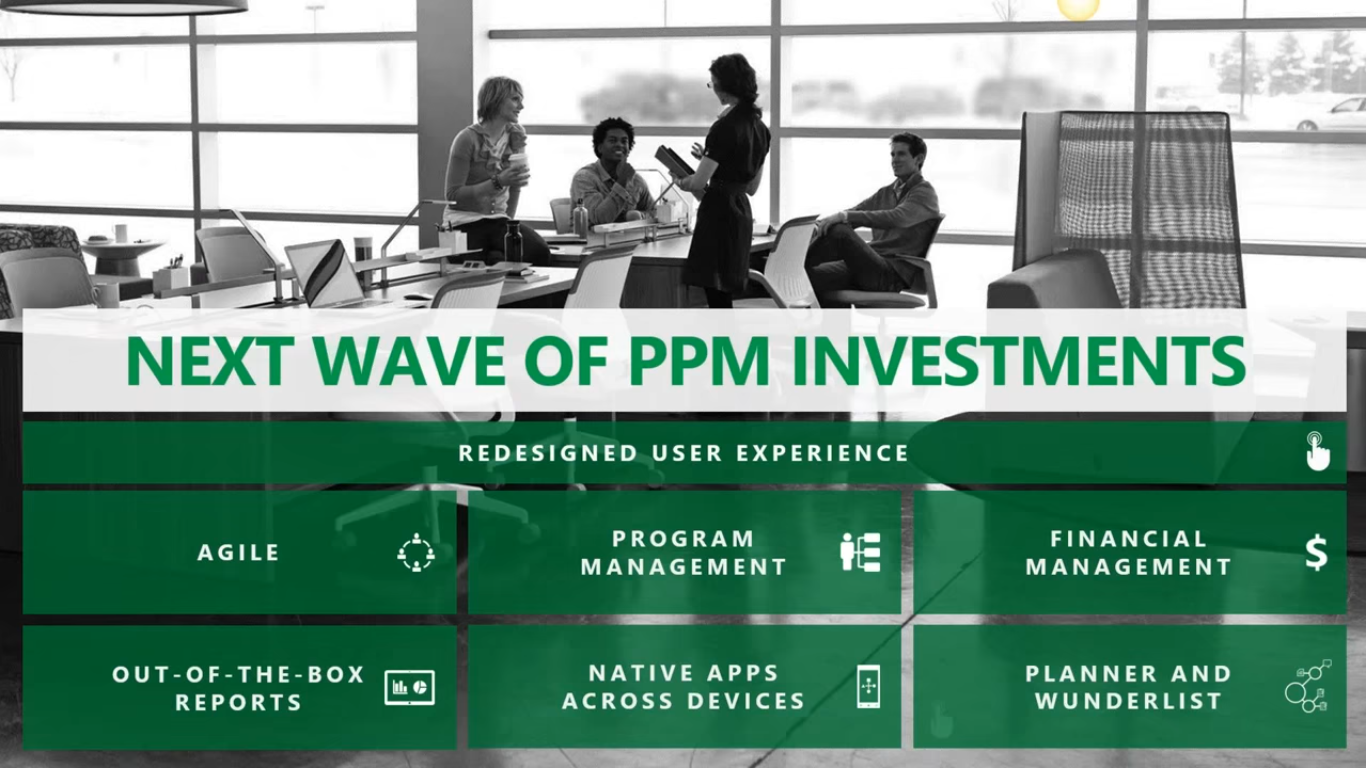 NEXT WAVE OF PPM INVESTMENTS
REDESIGNED USER EXPERIENCE
AGILE
PROGRAM
MANAGEMENT
FINANCIAL
MANAGEMENT
$
OUT-OF-THE-BOX
REPORTS
NATIVE APPS
ACROSS DEVICES
PLANNER AND
WUNDERLIST